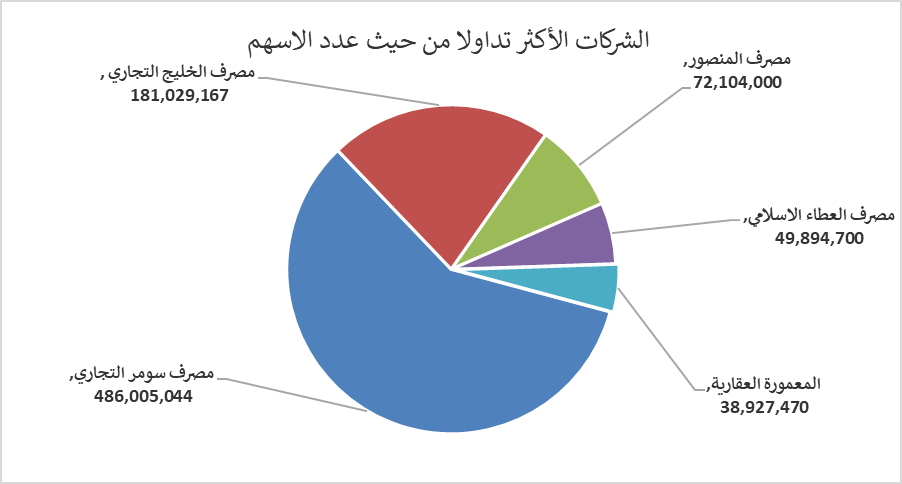 الشركات الأكثر تداولا من حيث عدد الاسهم
مصرف المنصور,
72,104,000
مصرف الخليج التجاري ,
181,029,167
مصرف العطاء الاسلامي,
49,894,700
مصرف سومر التجاري,
486,005,044
المعمورة العقارية,
38,927,470